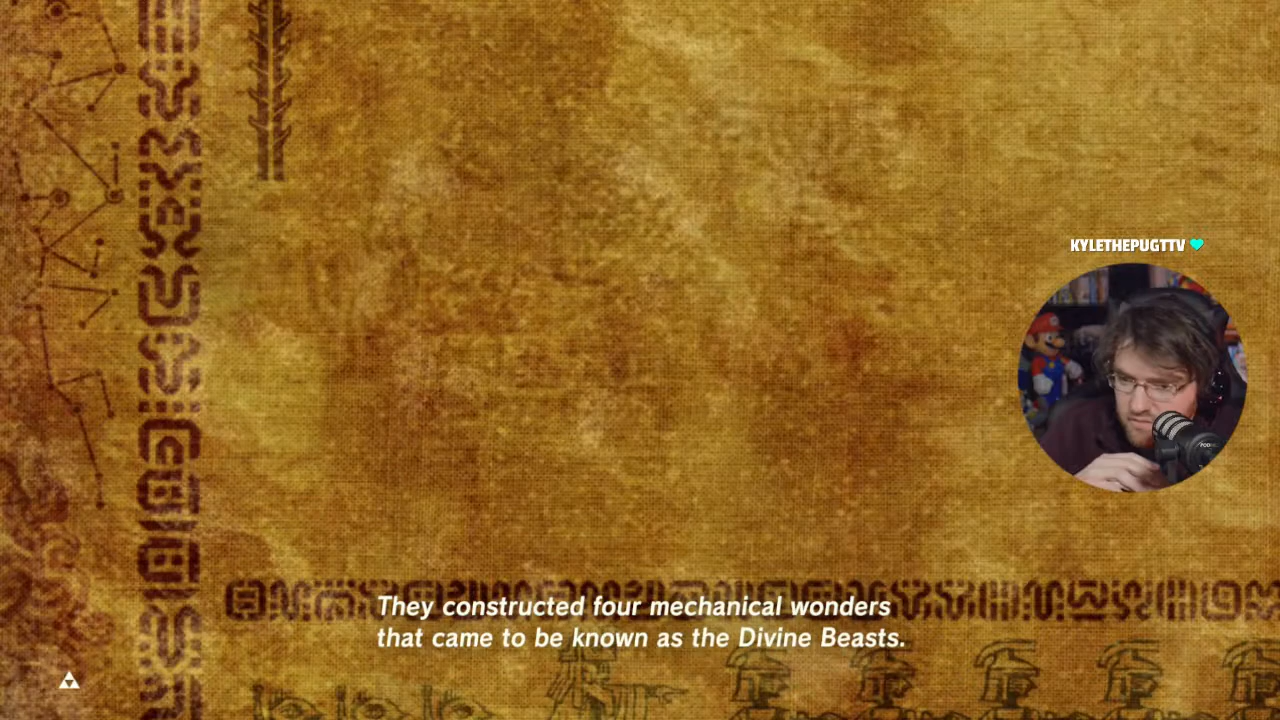 KYLETHEPUGTTV
They constructed four mechanical wonders
that came to be known as the Divine Beasts.